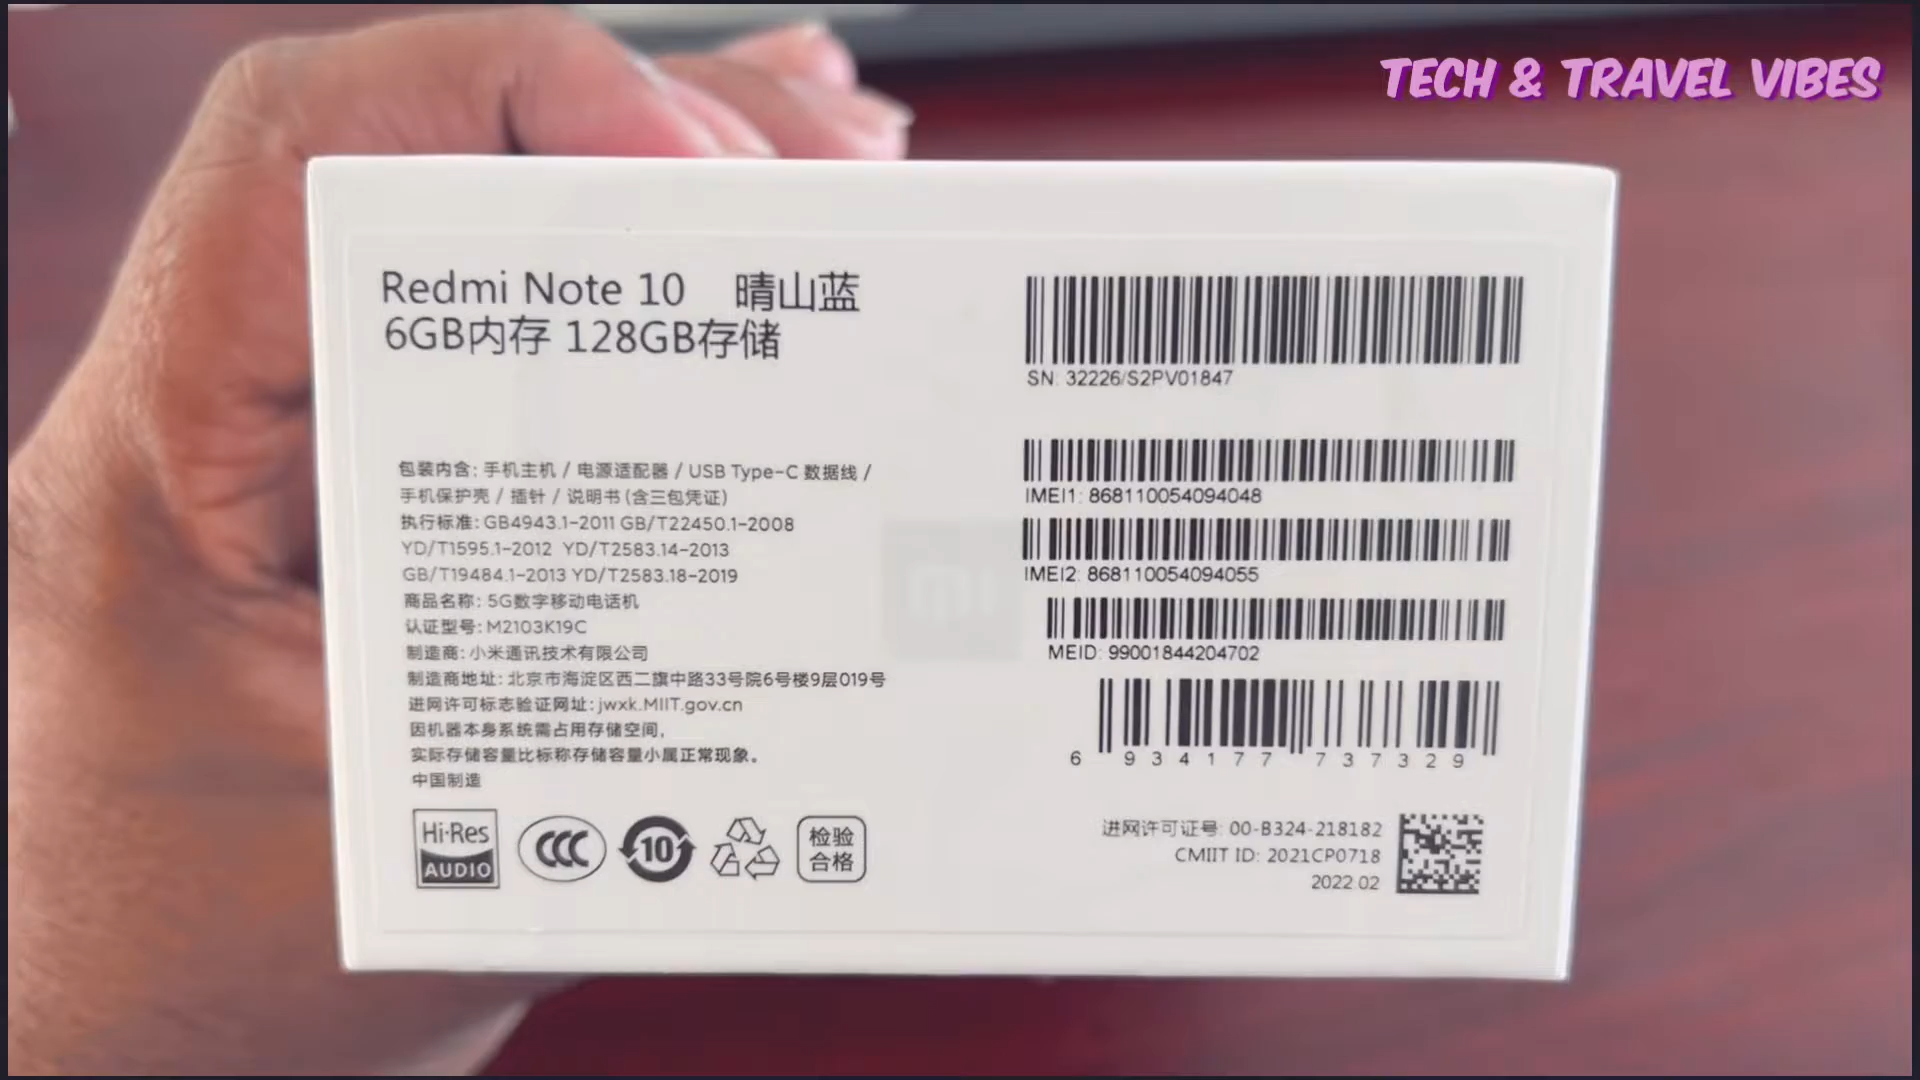 TECH & TRAVEL VIBES
Redmi Note 10 晴山蓝
6GB内存 128GB存储
包装内含: 手机主机 / 电源适配器 / USB Type-C 数据线 /
手机保护壳 / 插针 / 说明书 (含三包凭证)
执行标准: GB4943.1-2011 GB/T22450.1-2008
YD/T1595.1-2012 YD/T2583.14-2013
GB/T19484.1-2013 YD/T2583.18-2019
商品名称: 5G数字移动电话机
认证型号: M2103K19C
制造商: 小米通讯技术有限公司
制造商地址: 北京市海淀区西二旗中路33号院6号楼9层019号
进网许可标志验证网址: jwxk.MIIT.gov.cn
因机器本身系统需占用存储空间,
实际存储容量比标称存储容量小属正常现象。
中国制造
Hi-Res
AUDIO
CCC
10
检验
合格
SN: 32226/S2PV01847
IMEI1: 868110054094048
IMEI2: 868110054094055
MEID: 99001844204702
6 934177 737329
进网许可证号: 00-B324-218182
CMIIT ID: 2021CP0718
2022.02
mi